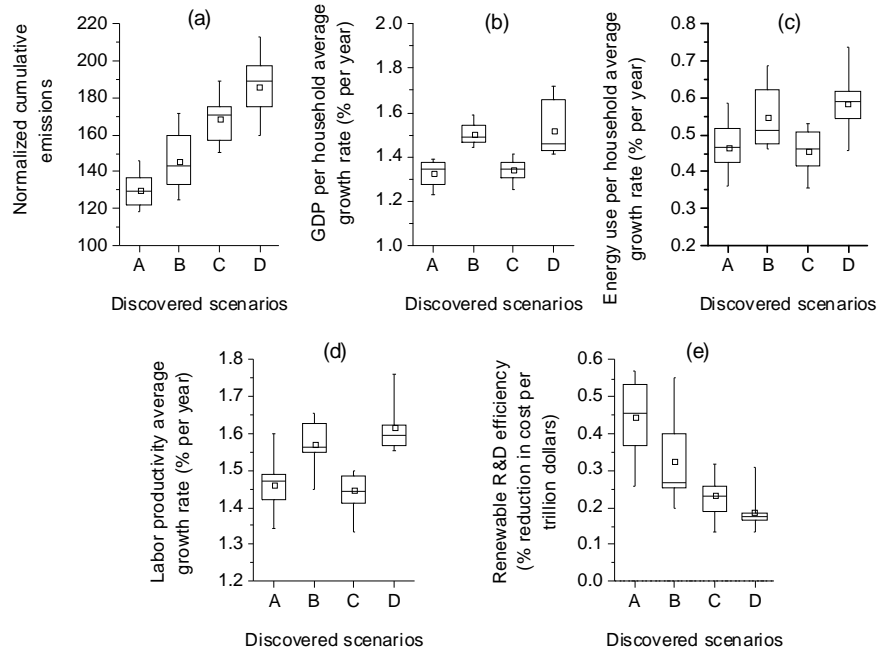 (a)
Normalized cumulative
emissions
220
200
180
160
140
120
100
A B C D
Discovered scenarios
(b)
GDP per household average
growth rate (% per year)
2.0
1.8
1.6
1.4
1.2
1.0
A B C D
Discovered scenarios
(c)
Energy use per household average
growth rate (% per year)
0.8
0.7
0.6
0.5
0.4
0.3
0.2
A B C D
Discovered scenarios
(d)
Labor productivity average
growth rate (% per year)
1.8
1.7
1.6
1.5
1.4
1.3
1.2
A B C D
Discovered scenarios
(e)
Renewable R&D efficiency
(% reduction in cost per
trillion dollars)
0.6
0.5
0.4
0.3
0.2
0.1
0.0
A B C D
Discovered scenarios